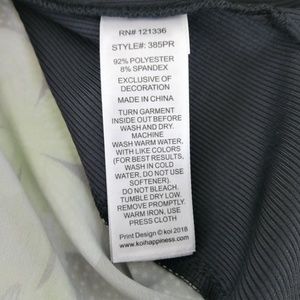 RN# 121336
STYLE#: 385PR
92% POLYESTER
8% SPANDEX
EXCLUSIVE OF
DECORATION
MADE IN CHINA
TURN GARMENT
INSIDE OUT BEFORE
WASH AND DRY.
MACHINE
WASH WARM WATER,
WITH LIKE COLORS
(FOR BEST RESULTS,
WASH IN COLD
WATER, DO NOT USE
SOFTENER).
DO NOT BLEACH.
TUMBLE DRY LOW.
REMOVE PROMPTLY.
WARM IRON, USE
PRESS CLOTH
Print Design © koi 2018
www.koihappiness.com